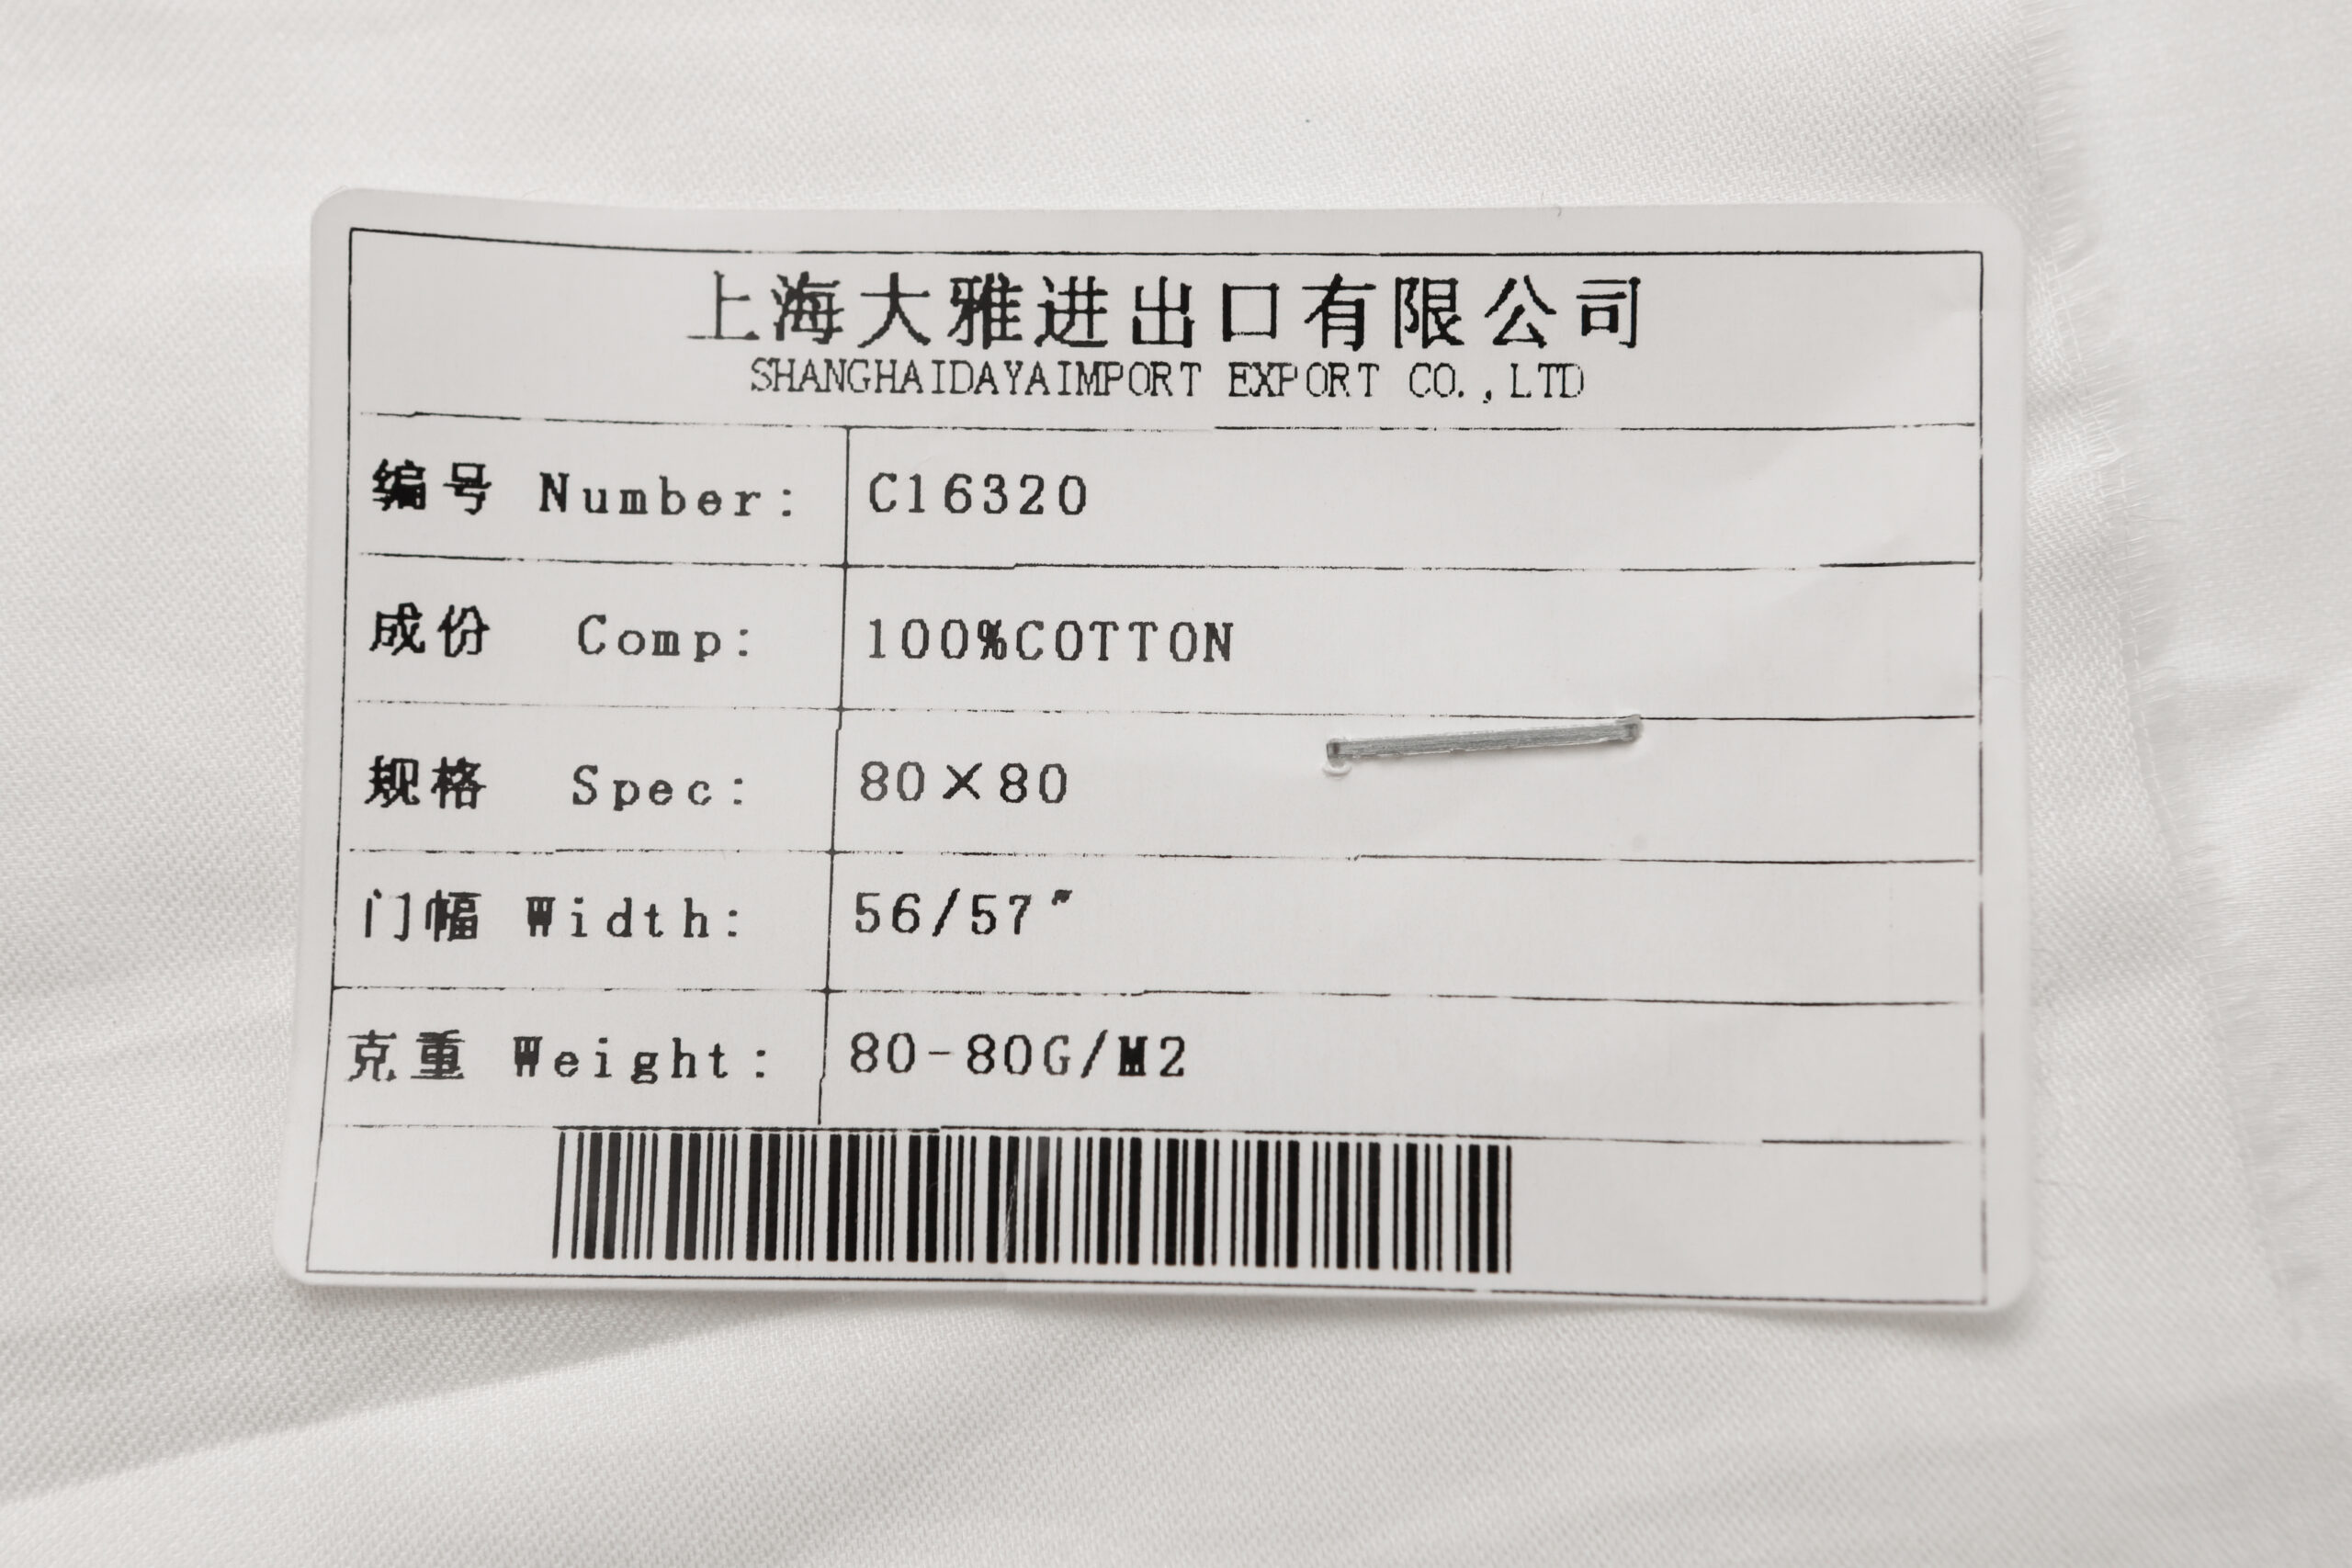 上海大雅进出口有限公司
SHANGHAIDAYAIMPORT EXPORT CO.,LTD
编号 Number: C16320
成份 Comp: 100%COTTON
规格 Spec: 80×80
门幅 Width: 56/57"
克重 Weight: 80-80G/M2